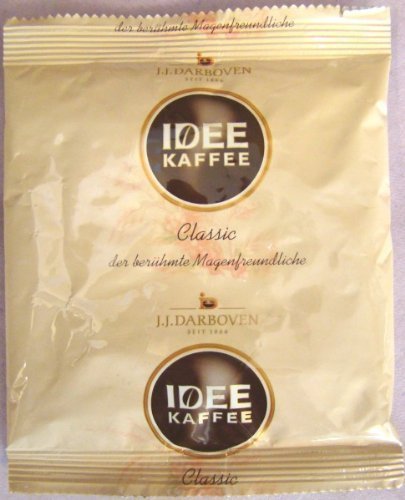 der berühmte Magenfreundliche
J.J.DARBOVEN
SEIT 1866
IDEE
KAFFEE
Classic
der berühmte Magenfreundliche
J.J.DARBOVEN
SEIT 1866
IDEE
KAFFEE
Classic